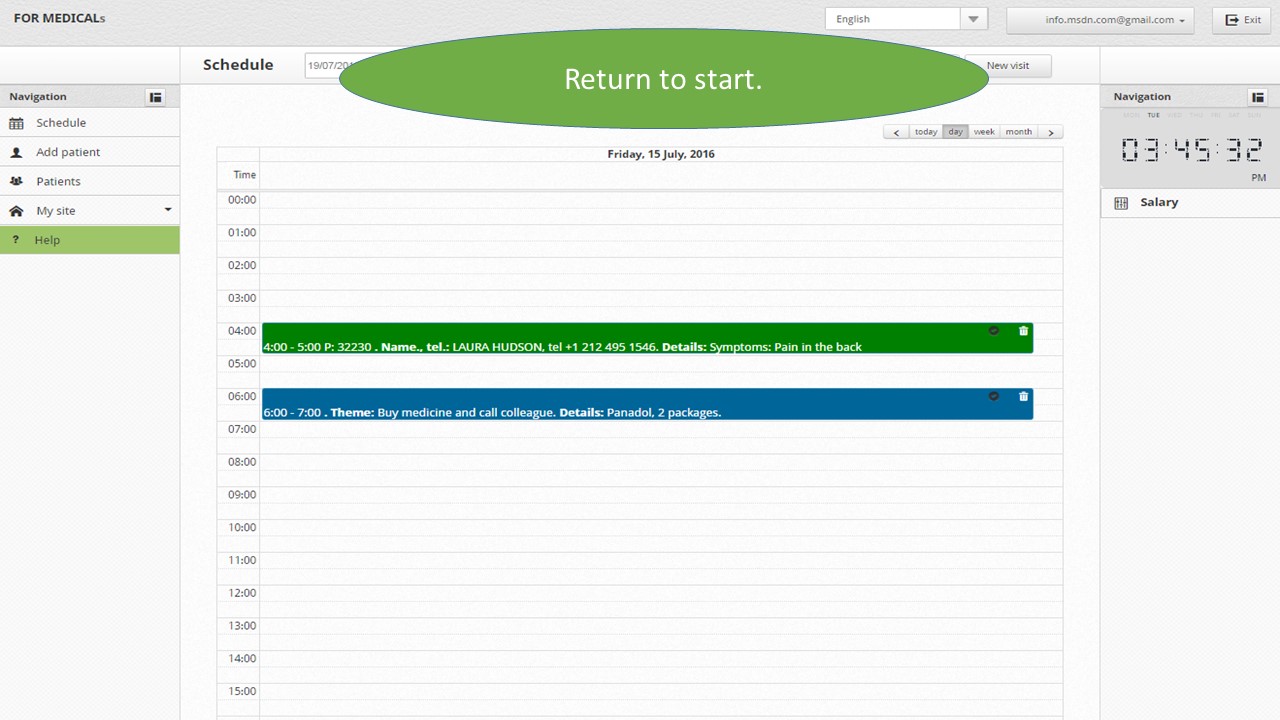 FOR MEDICALs
English
info.msdn.com@gmail.com
Exit
Schedule
19/07/20
Return to start.
New visit
Navigation
Schedule
Add patient
Patients
My site
? Help
today
day
week
month
Friday, 15 July, 2016
Time
00:00
01:00
02:00
03:00
04:00
4:00 - 5:00 P: 32230 . Name., tel.: LAURA HUDSON, tel +1 212 495 1546. Details: Symptoms: Pain in the back
05:00
06:00
6:00 - 7:00 . Theme: Buy medicine and call colleague. Details: Panadol, 2 packages.
07:00
08:00
09:00
10:00
11:00
12:00
13:00
14:00
15:00
Navigation
MON TUE WED THU FRI SAT SUN
03:45:32
PM
Salary